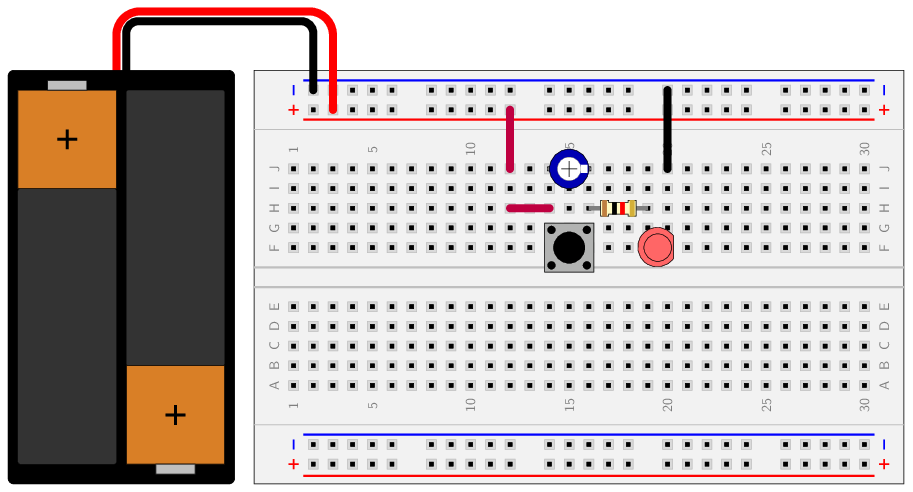 − −
+ +
1 5 10 15 20 25 30
J J
I I
H H
G G
F F
E E
D D
C C
B B
A A
1 5 10 15 20 25 30
− −
+ +
+
+